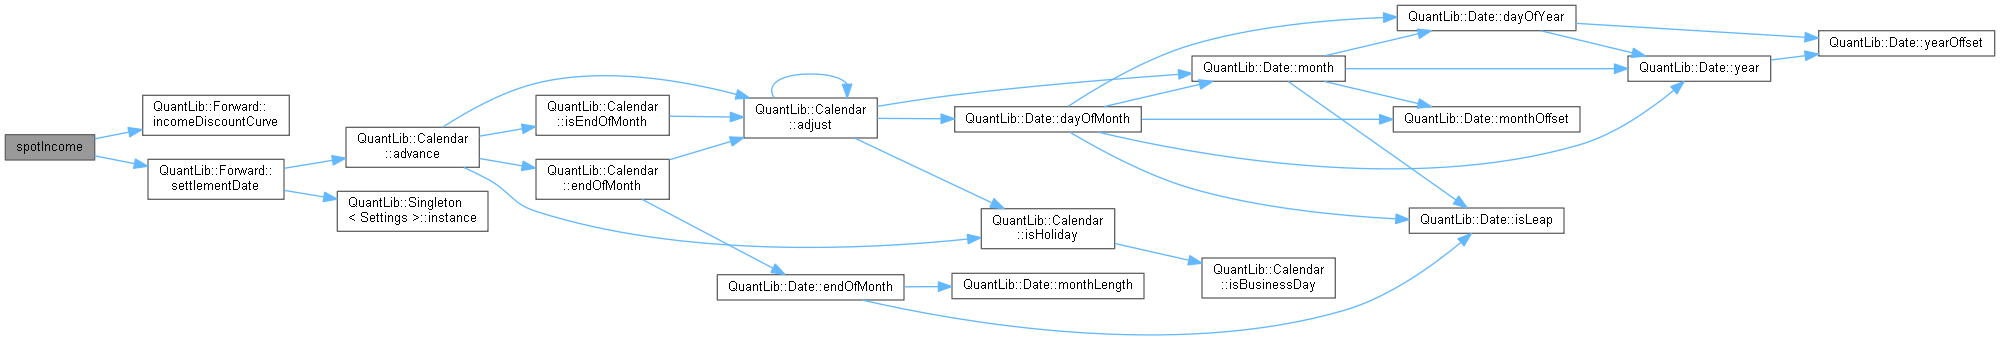 spotIncome
QuantLib::Forward::
incomeDiscountCurve
QuantLib::Forward::
settlementDate
QuantLib::Calendar
::advance
QuantLib::Singleton
< Settings >::instance
QuantLib::Calendar
::isEndOfMonth
QuantLib::Calendar
::endOfMonth
QuantLib::Calendar
::adjust
QuantLib::Date::endOfMonth
QuantLib::Date::dayOfMonth
QuantLib::Calendar
::isHoliday
QuantLib::Date::monthLength
QuantLib::Date::month
QuantLib::Calendar
::isBusinessDay
QuantLib::Date::dayOfYear
QuantLib::Date::monthOffset
QuantLib::Date::isLeap
QuantLib::Date::year
QuantLib::Date::yearOffset